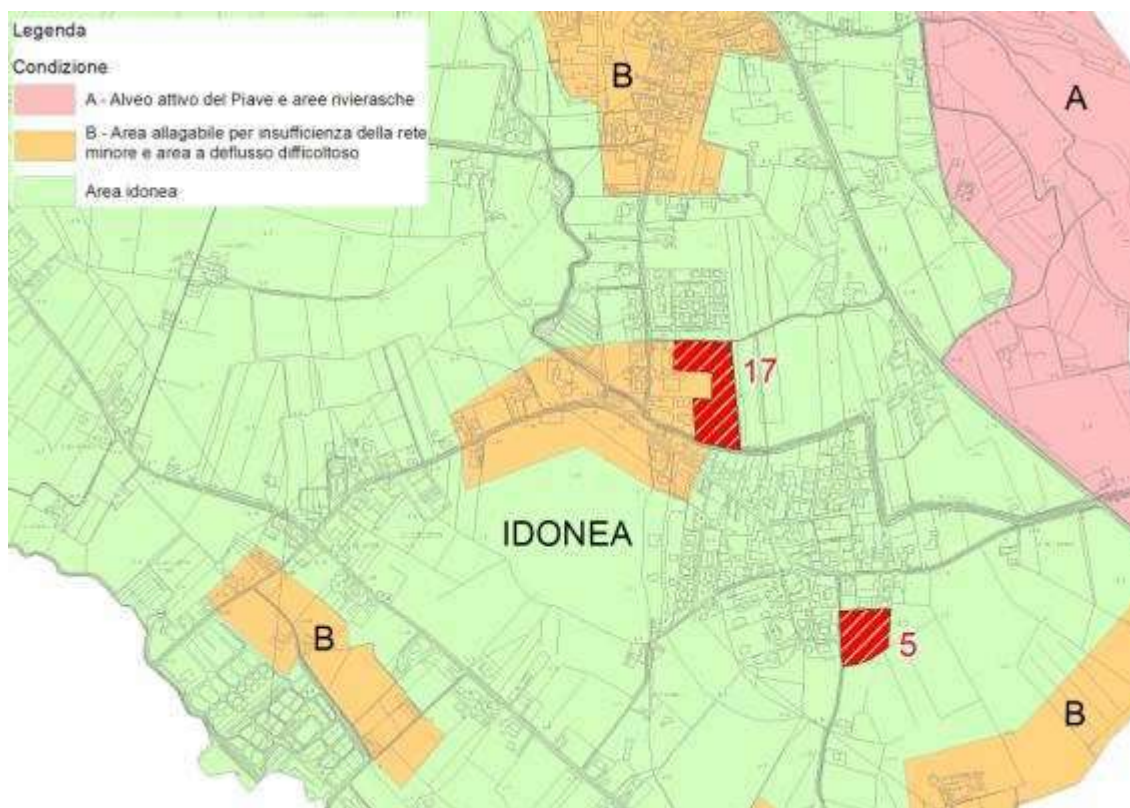 Legenda
Condizione
A - Alveo attivo del Piave e aree rivierasche
B - Area allagabile per insufficienza della rete
minore e area a deflusso difficoltoso
Area idonea
B
A
17
IDONEA
B
5
B